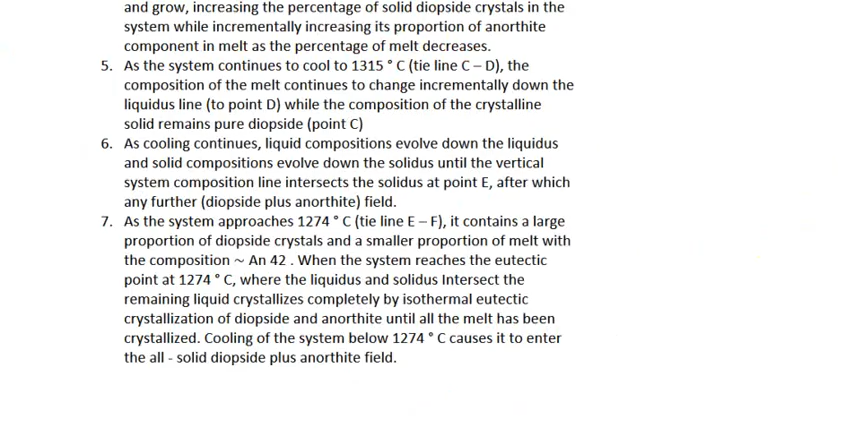 and grow, increasing the percentage of solid diopside crystals in the
system while incrementally increasing its proportion of anorthite
component in melt as the percentage of melt decreases.
5. As the system continues to cool to 1315 ° C (tie line C – D), the
composition of the melt continues to change incrementally down the
liquidus line (to point D) while the composition of the crystalline
solid remains pure diopside (point C)
6. As cooling continues, liquid compositions evolve down the liquidus
and solid compositions evolve down the solidus until the vertical
system composition line intersects the solidus at point E, after which
any further (diopside plus anorthite) field.
7. As the system approaches 1274 ° C (tie line E – F), it contains a large
proportion of diopside crystals and a smaller proportion of melt with
the composition ~ An 42 . When the system reaches the eutectic
point at 1274 ° C, where the liquidus and solidus Intersect the
remaining liquid crystallizes completely by isothermal eutectic
crystallization of diopside and anorthite until all the melt has been
crystallized. Cooling of the system below 1274 ° C causes it to enter
the all - solid diopside plus anorthite field.